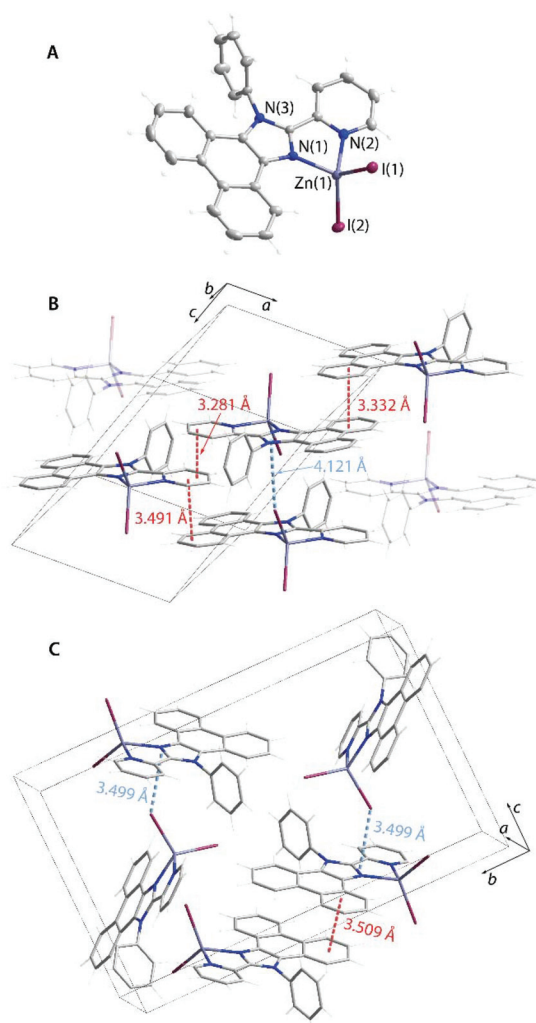 A
N(3)
N(1)
N(2)
Zn(1)
I(1)
I(2)
B
b
c
a
3.281 Å
3.332 Å
4.121 Å
3.491 Å
C
3.499 Å
3.499 Å
c
a
b
3.509 Å